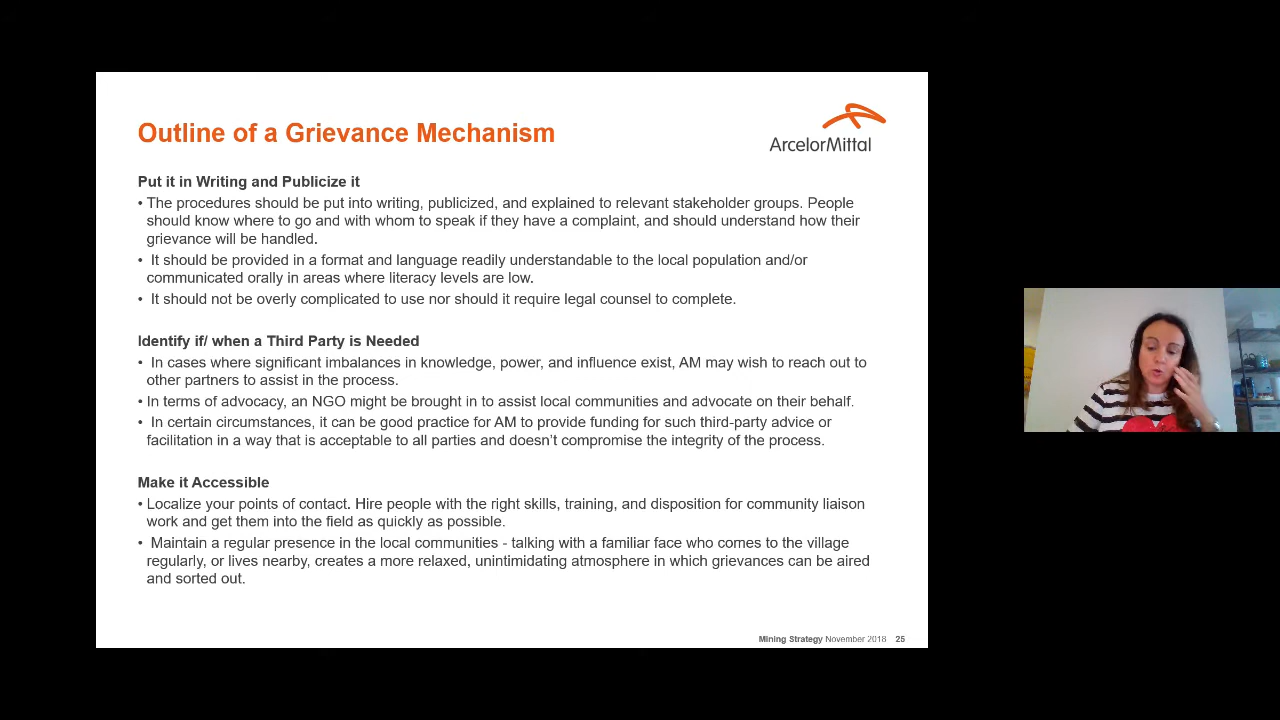 Outline of a Grievance Mechanism
ArcelorMittal
Put it in Writing and Publicize it
• The procedures should be put into writing, publicized, and explained to relevant stakeholder groups. People
should know where to go and with whom to speak if they have a complaint, and should understand how their
grievance will be handled.
• It should be provided in a format and language readily understandable to the local population and/or
communicated orally in areas where literacy levels are low.
• It should not be overly complicated to use nor should it require legal counsel to complete.
Identify if/ when a Third Party is Needed
• In cases where significant imbalances in knowledge, power, and influence exist, AM may wish to reach out to
other partners to assist in the process.
• In terms of advocacy, an NGO might be brought in to assist local communities and advocate on their behalf.
• In certain circumstances, it can be good practice for AM to provide funding for such third-party advice or
facilitation in a way that is acceptable to all parties and doesn’t compromise the integrity of the process.
Make it Accessible
• Localize your points of contact. Hire people with the right skills, training, and disposition for community liaison
work and get them into the field as quickly as possible.
• Maintain a regular presence in the local communities - talking with a familiar face who comes to the village
regularly, or lives nearby, creates a more relaxed, unintimidating atmosphere in which grievances can be aired
and sorted out.
Mining Strategy November 2018 25